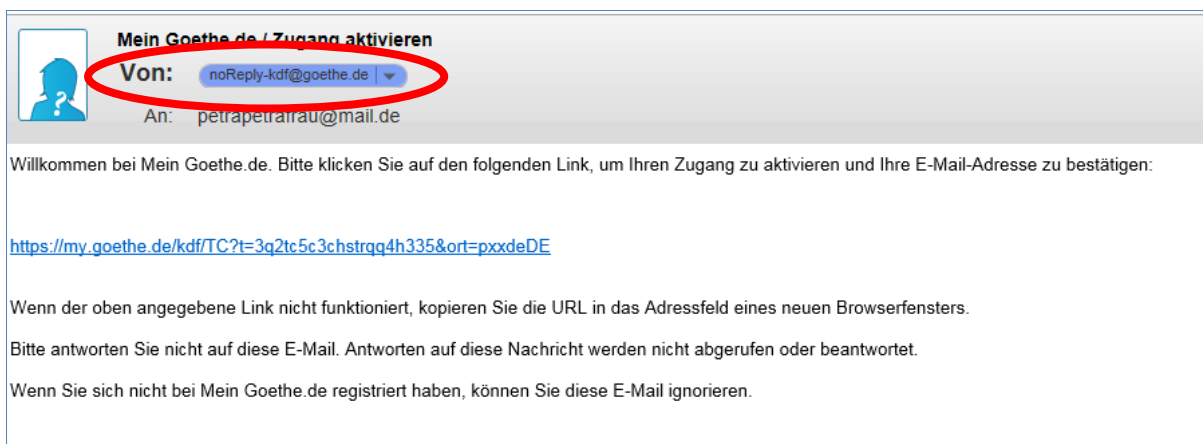 Mein Goethe.de / Zugang aktivieren
Von: noReply-kdf@goethe.de
An: petrapetrafrau@mail.de
Willkommen bei Mein Goethe.de. Bitte klicken Sie auf den folgenden Link, um Ihren Zugang zu aktivieren und Ihre E-Mail-Adresse zu bestätigen:
https://my.goethe.de/kdf/TC?t=3q2tc5c3chstrqq4h335&ort=pxxdeDE
Wenn der oben angegebene Link nicht funktioniert, kopieren Sie die URL in das Adressfeld eines neuen Browserfensters.
Bitte antworten Sie nicht auf diese E-Mail. Antworten auf diese Nachricht werden nicht abgerufen oder beantwortet.
Wenn Sie sich nicht bei Mein Goethe.de registriert haben, können Sie diese E-Mail ignorieren.